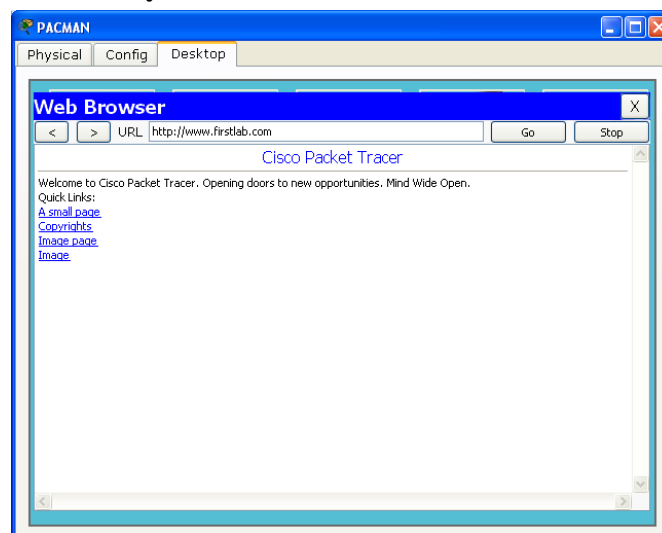 PACMAN
Physical Config Desktop
Web Browser X
< > URL http://www.firstlab.com Go Stop
Cisco Packet Tracer
Welcome to Cisco Packet Tracer. Opening doors to new opportunities. Mind Wide Open.
Quick Links:
A small page
Copyrights
Image page
Image